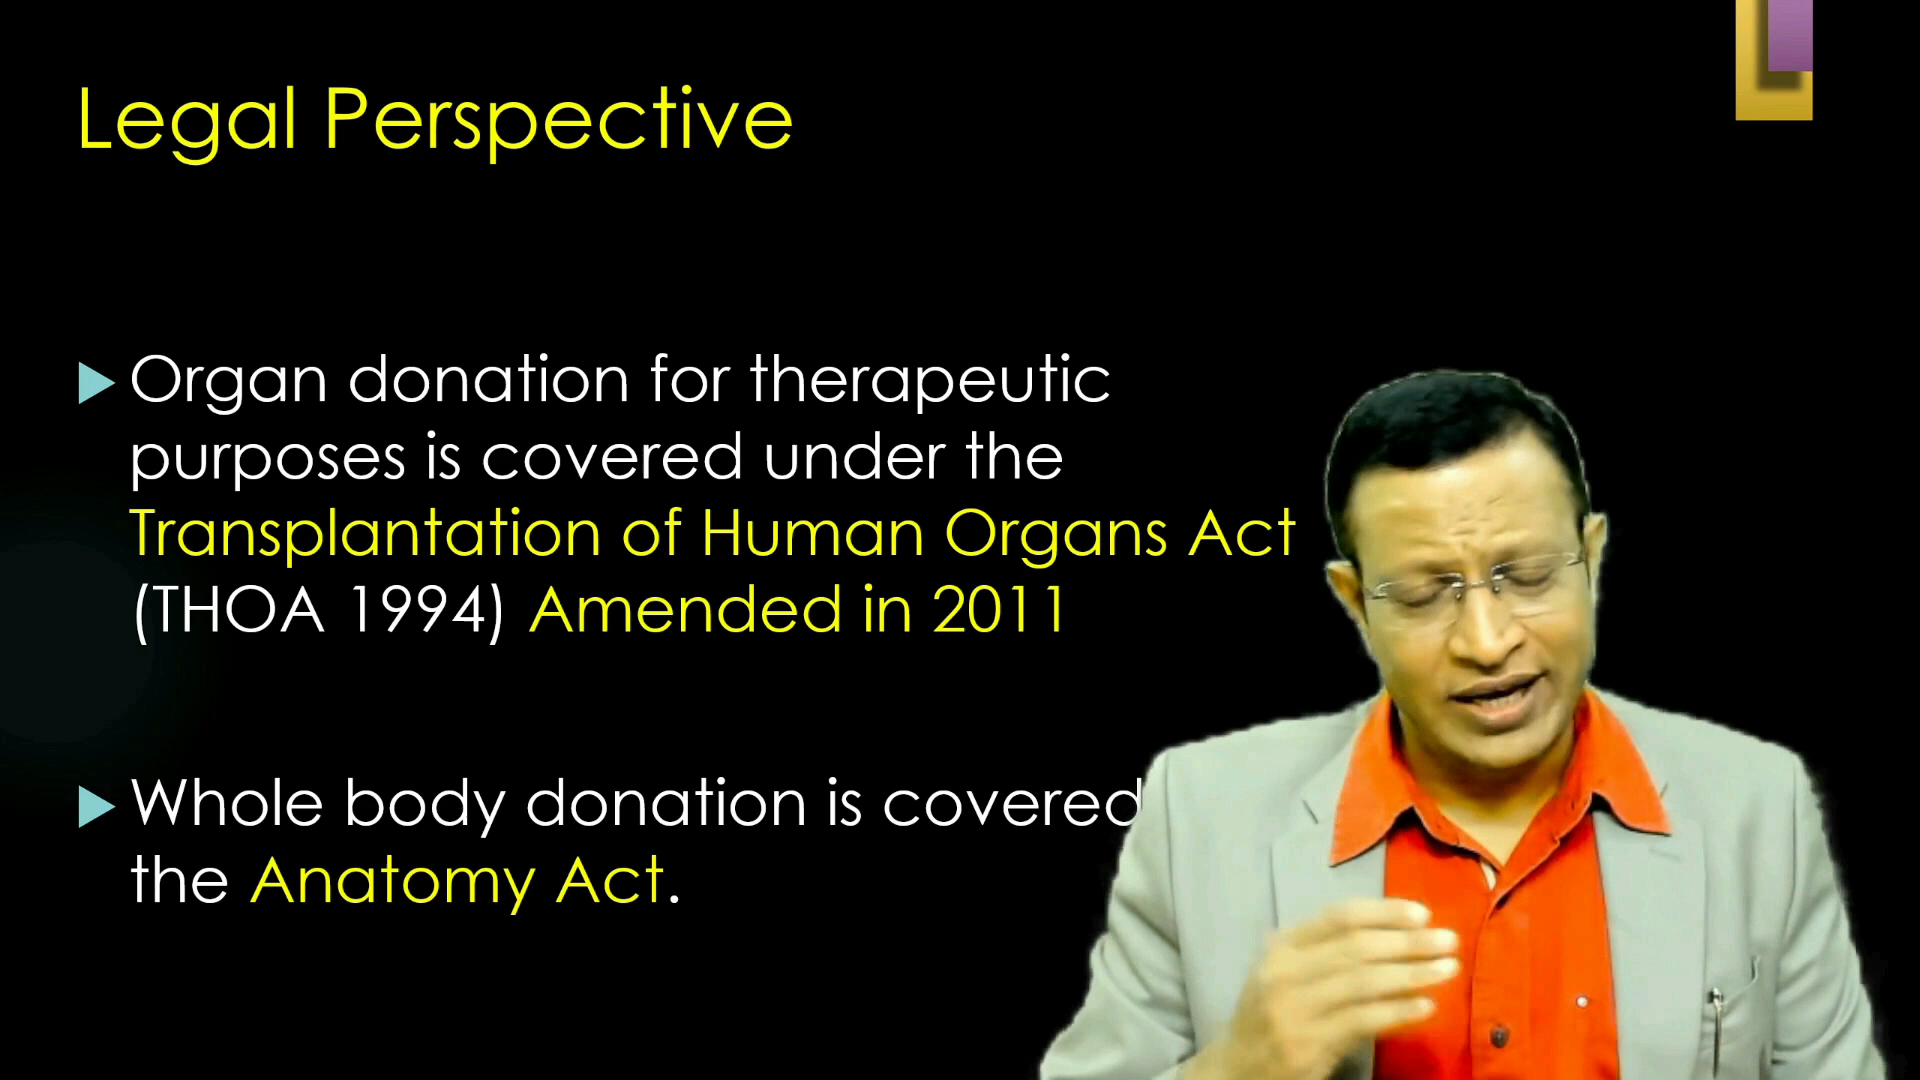 Legal Perspective
Organ donation for therapeutic
purposes is covered under the
Transplantation of Human Organs Act
(THOA 1994) Amended in 2011
Whole body donation is covered
the Anatomy Act.